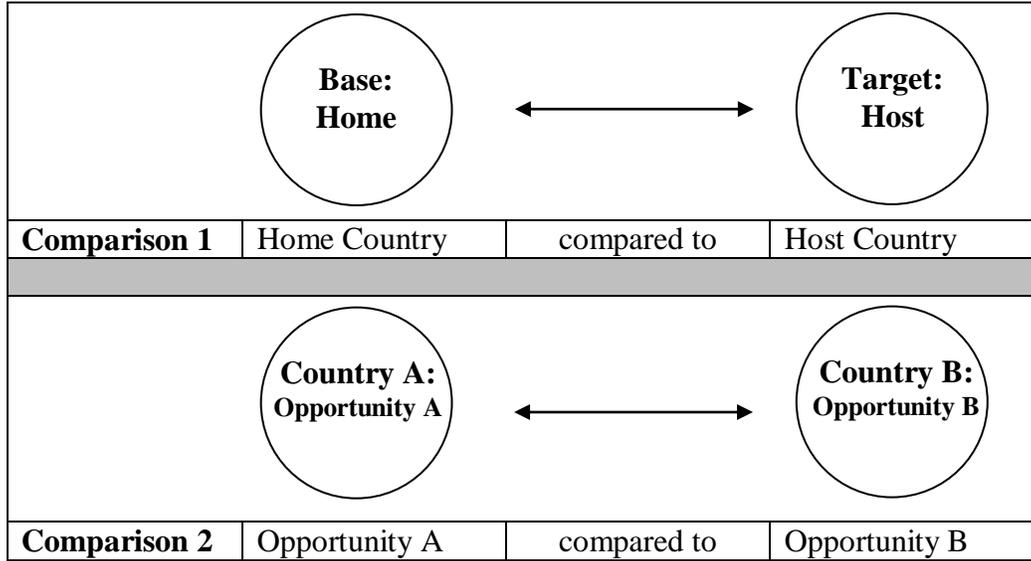 Base:
Home
Target:
Host
Comparison 1 Home Country compared to Host Country
Country A:
Opportunity A
Country B:
Opportunity B
Comparison 2 Opportunity A compared to Opportunity B